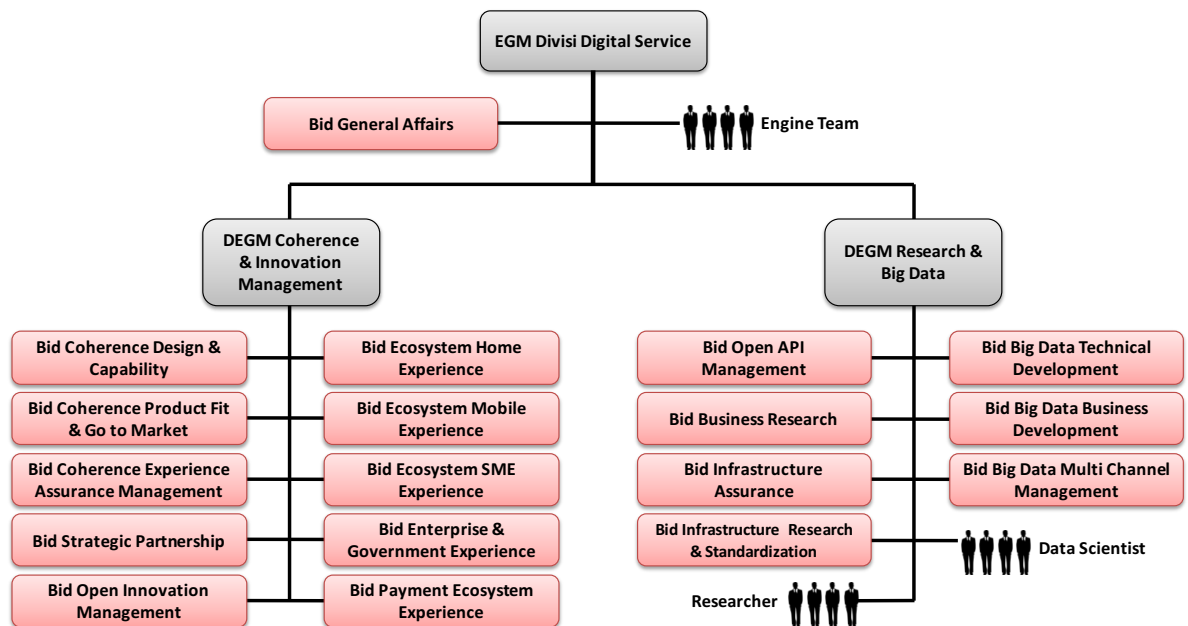 EGM Divisi Digital Service
Bid General Affairs
Engine Team
DEGM Coherence
& Innovation
Management
DEGM Research &
Big Data
Bid Coherence Design &
Capability
Bid Ecosystem Home
Experience
Bid Coherence Product Fit
& Go to Market
Bid Ecosystem Mobile
Experience
Bid Coherence Experience
Assurance Management
Bid Ecosystem SME
Experience
Bid Strategic Partnership
Bid Enterprise &
Government Experience
Bid Open Innovation
Management
Bid Payment Ecosystem
Experience
Bid Open API
Management
Bid Big Data Technical
Development
Bid Business Research
Bid Big Data Business
Development
Bid Infrastructure
Assurance
Bid Big Data Multi Channel
Management
Bid Infrastructure Research
& Standardization
Data Scientist
Researcher